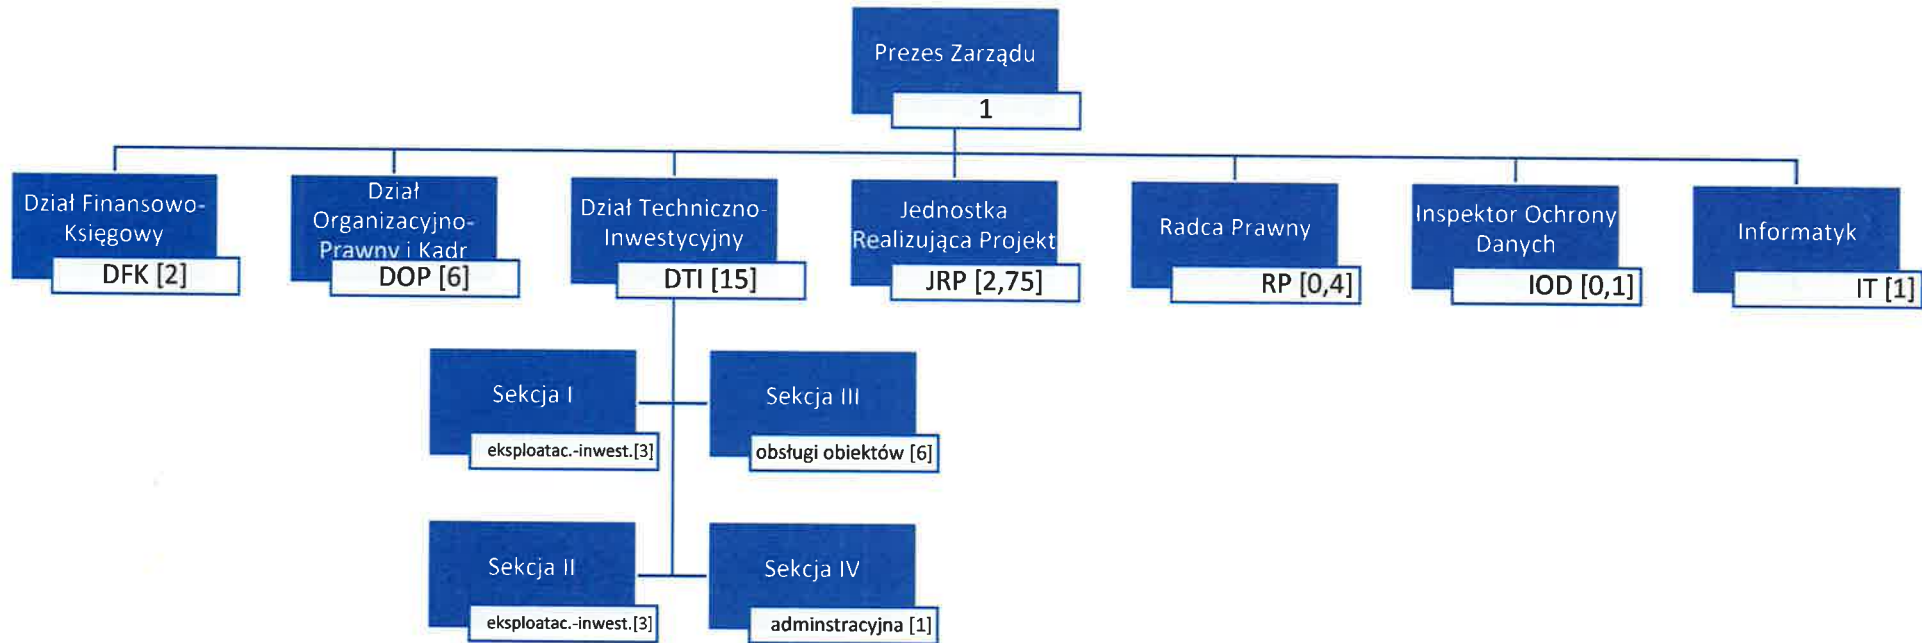 Prezes Zarządu
1
Dział Finansowo-
Księgowy
DFK [2]
Dział
Organizacyjno-
Prawny i Kadr
DOP [6]
Dział Techniczno-
Inwestycyjny
DTI [15]
Jednostka
Realizująca Projekt
JRP [2,75]
Radca Prawny
RP [0,4]
Inspektor Ochrony
Danych
IOD [0,1]
Informatyk
IT [1]
Sekcja I
eksploatac.-inwest.[3]
Sekcja III
obsługi obiektów [6]
Sekcja II
eksploatac.-inwest.[3]
Sekcja IV
adminstracyjna [1]